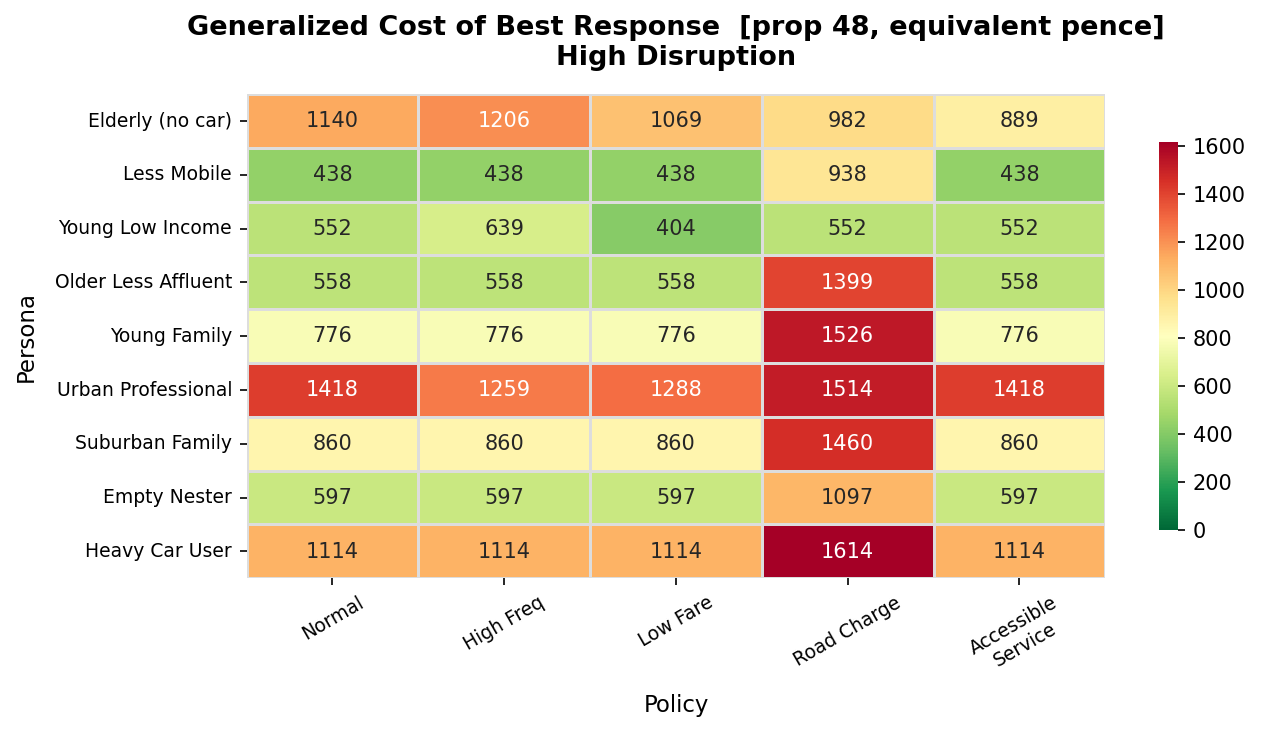 Generalized Cost of Best Response  [prop 48, equivalent pence]
High Disruption
Persona
Elderly (no car) 1140 1206 1069 982 889
Less Mobile 438 438 438 938 438
Young Low Income 552 639 404 552 552
Older Less Affluent 558 558 558 1399 558
Young Family 776 776 776 1526 776
Urban Professional 1418 1259 1288 1514 1418
Suburban Family 860 860 860 1460 860
Empty Nester 597 597 597 1097 597
Heavy Car User 1114 1114 1114 1614 1114
Normal High Freq Low Fare Road Charge Accessible
Service
Policy
1600
1400
1200
1000
800
600
400
200
0